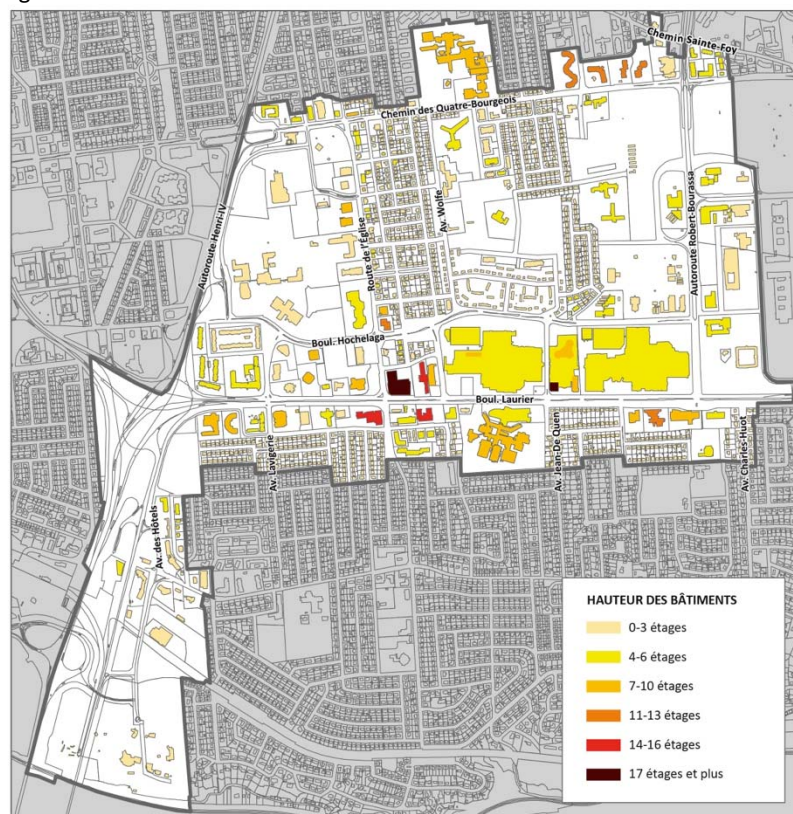 Chemin Sainte-Foy
Chemin des Quatre-Bourgeois
Av. Wolfe
Route de l'Église
Autoroute Henri-IV
Autoroute Robert-Bourassa
Boul. Hochelaga
Boul. Laurier
Av. Lavigerie
Av. Jean-De Quen
Av. Charles-Huot
Av. des Hôtels
HAUTEUR DES BÂTIMENTS
0-3 étages
4-6 étages
7-10 étages
11-13 étages
14-16 étages
17 étages et plus